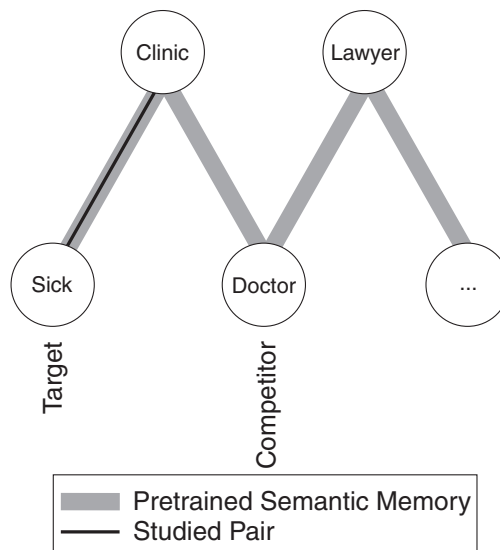 Clinic
Lawyer
Sick
Doctor
...
Target
Competitor
Pretrained Semantic Memory
Studied Pair